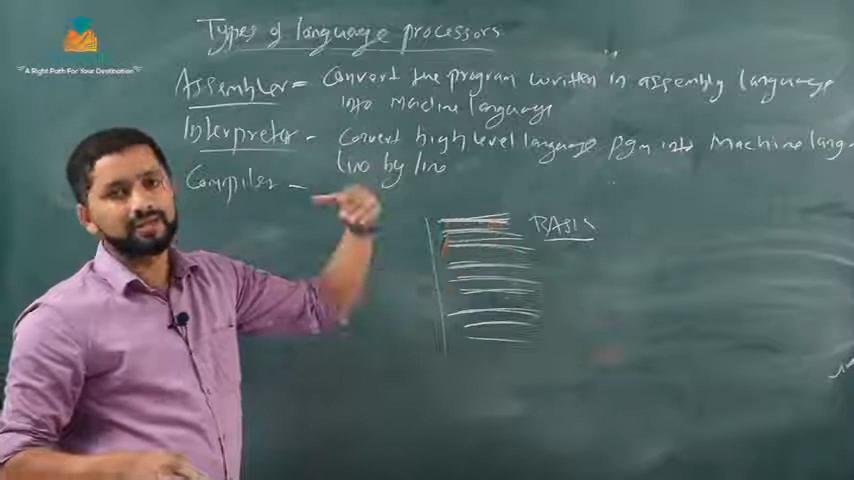 A Right Path For Your Destination
Types of language processors
Assembler = Convert the program written in assembly language
into Machine language
Interpreter - Convert high level language pgm into Machine lang-
line by line
Compiler -
BASIC